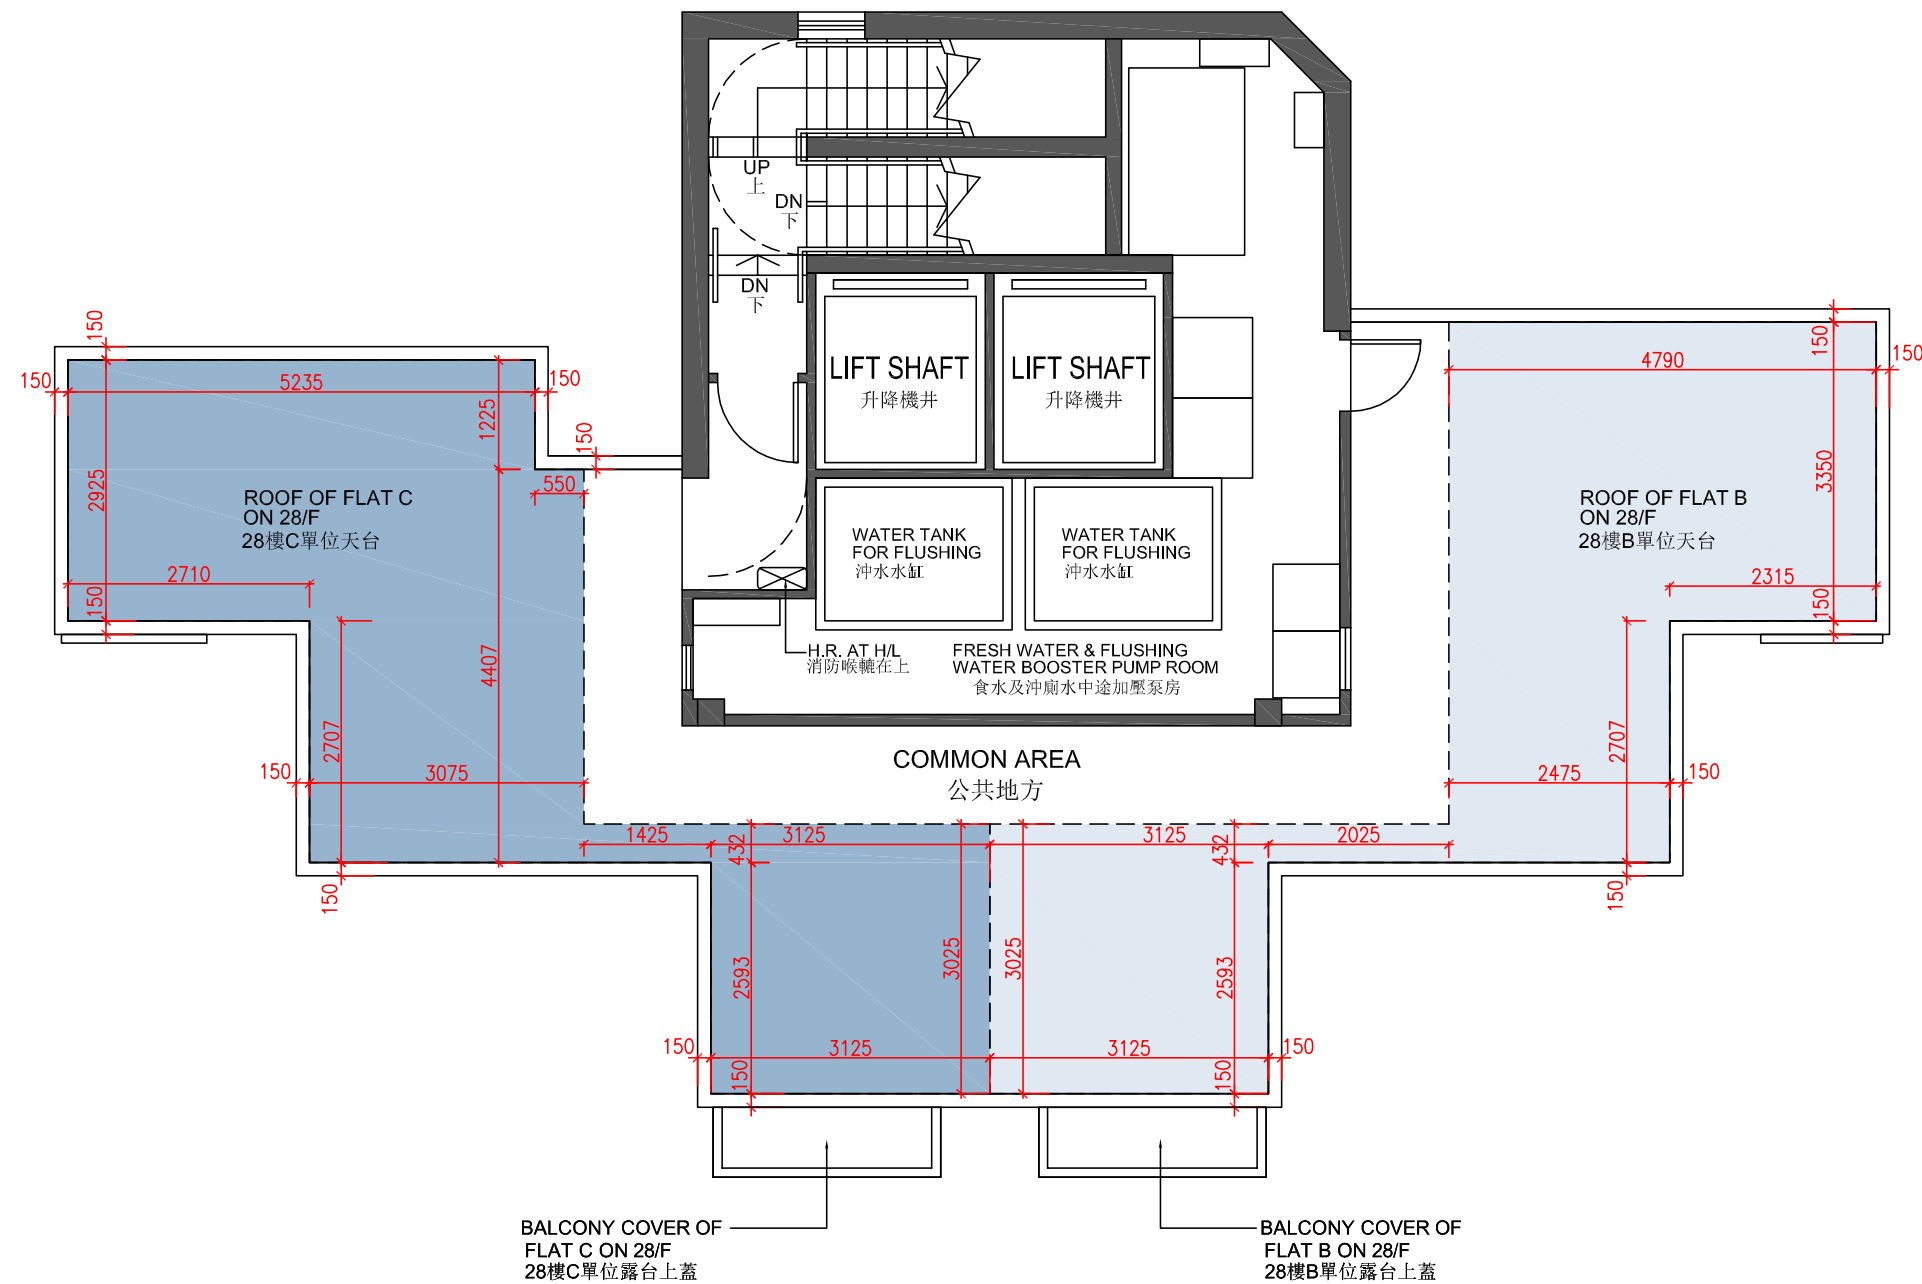 UP
上
DN
下
DN
下
LIFT SHAFT
升降機井
LIFT SHAFT
升降機井
WATER TANK
FOR FLUSHING
沖水水缸
WATER TANK
FOR FLUSHING
沖水水缸
H.R. AT H/L
消防喉轆在上
FRESH WATER & FLUSHING
WATER BOOSTER PUMP ROOM
食水及沖廁水中途加壓泵房
COMMON AREA
公共地方
ROOF OF FLAT C
ON 28/F
28樓C單位天台
150
150
5235
150
1225
150
2925
550
2710
150
4407
2707
150
3075
150
1425
3125
432
3025
2593
150
3125
150
ROOF OF FLAT B
ON 28/F
28樓B單位天台
150
150
4790
3350
2315
150
2707
2475
150
150
3125
2025
432
3025
2593
3125
150
150
BALCONY COVER OF
FLAT C ON 28/F
28樓C單位露台上蓋
BALCONY COVER OF
FLAT B ON 28/F
28樓B單位露台上蓋